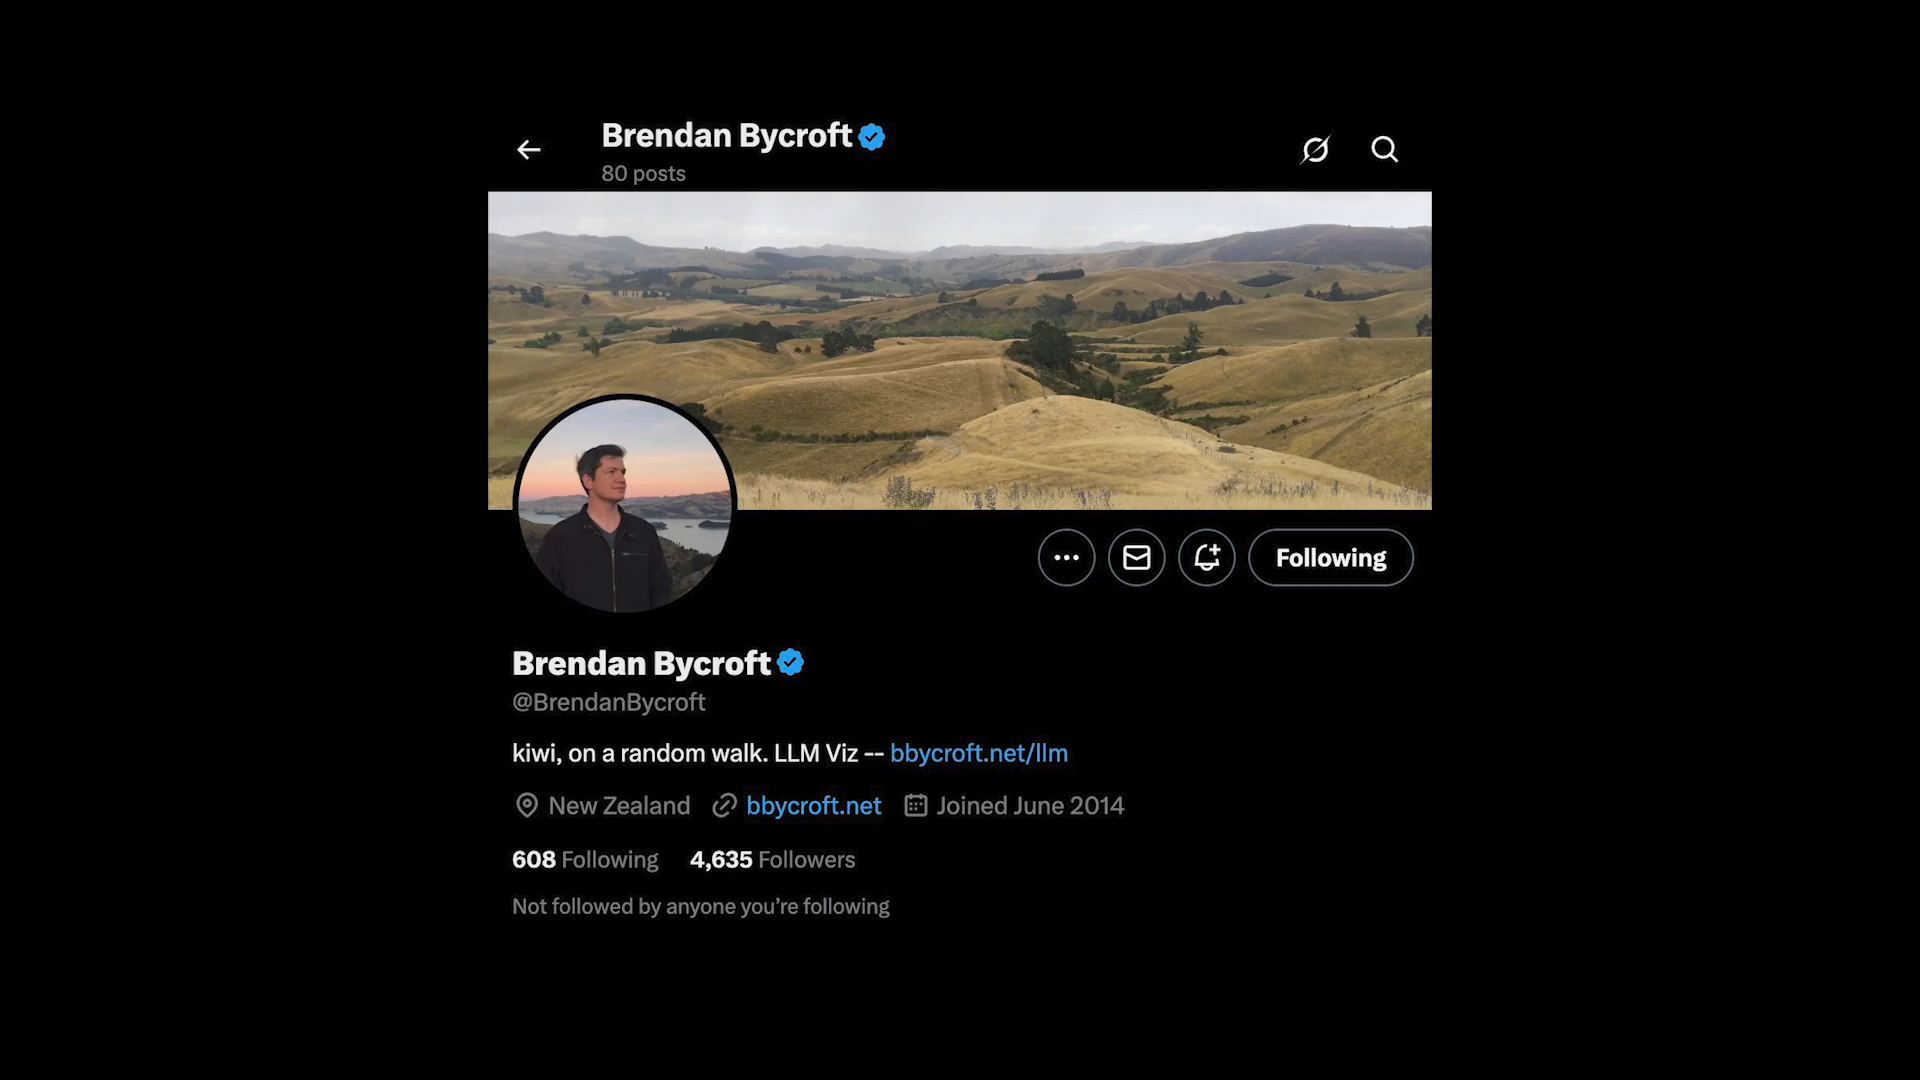 Brendan Bycroft
80 posts
Following
Brendan Bycroft
@BrendanBycroft
kiwi, on a random walk. LLM Viz -- bbycroft.net/llm
New Zealand bbycroft.net Joined June 2014
608 Following 4,635 Followers
Not followed by anyone you’re following